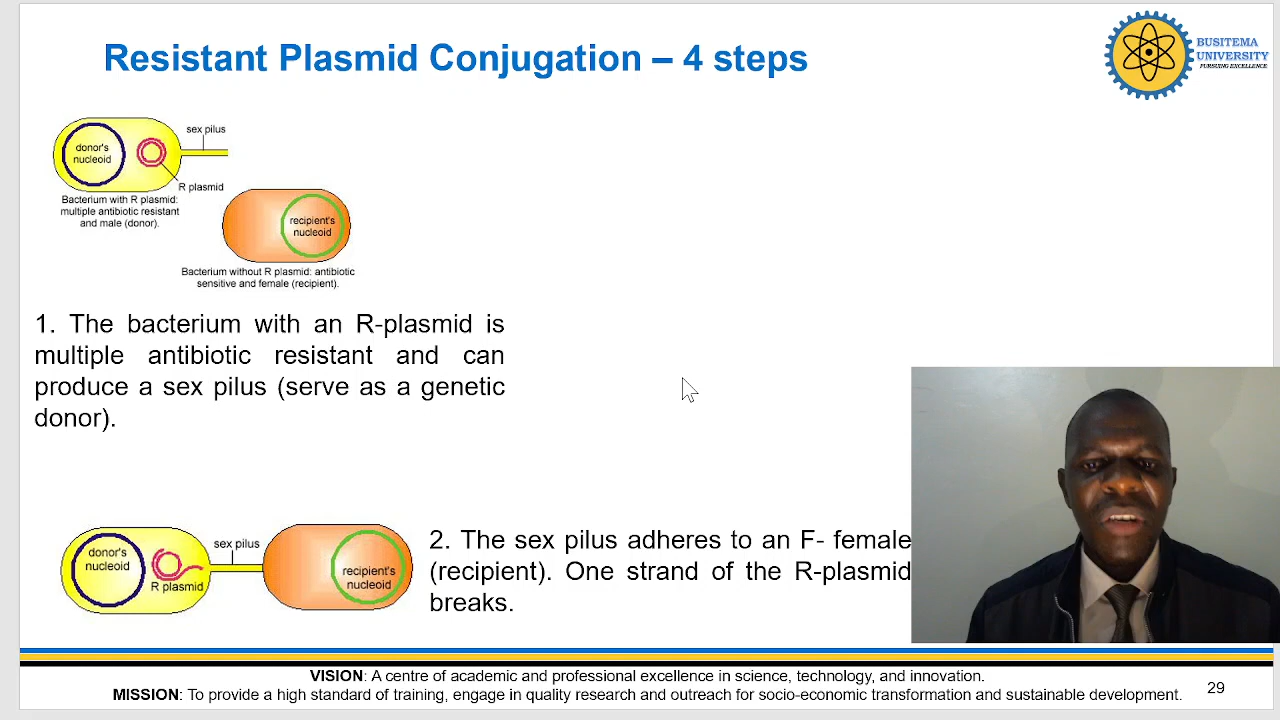 Resistant Plasmid Conjugation – 4 steps
BUSITEMA
UNIVERSITY
PURSUING EXCELLENCE
donor's
nucleoid
sex pilus
R plasmid
Bacterium with R plasmid:
multiple antibiotic resistant
and male (donor).
recipient's
nucleoid
Bacterium without R plasmid: antibiotic
sensitive and female (recipient).
1. The bacterium with an R-plasmid is
multiple antibiotic resistant and can
produce a sex pilus (serve as a genetic
donor).
donor's
nucleoid
R plasmid
sex pilus
recipient's
nucleoid
2. The sex pilus adheres to an F- female
(recipient). One strand of the R-plasmid
breaks.
VISION: A centre of academic and professional excellence in science, technology, and innovation.
MISSION: To provide a high standard of training, engage in quality research and outreach for socio-economic transformation and sustainable development.
29